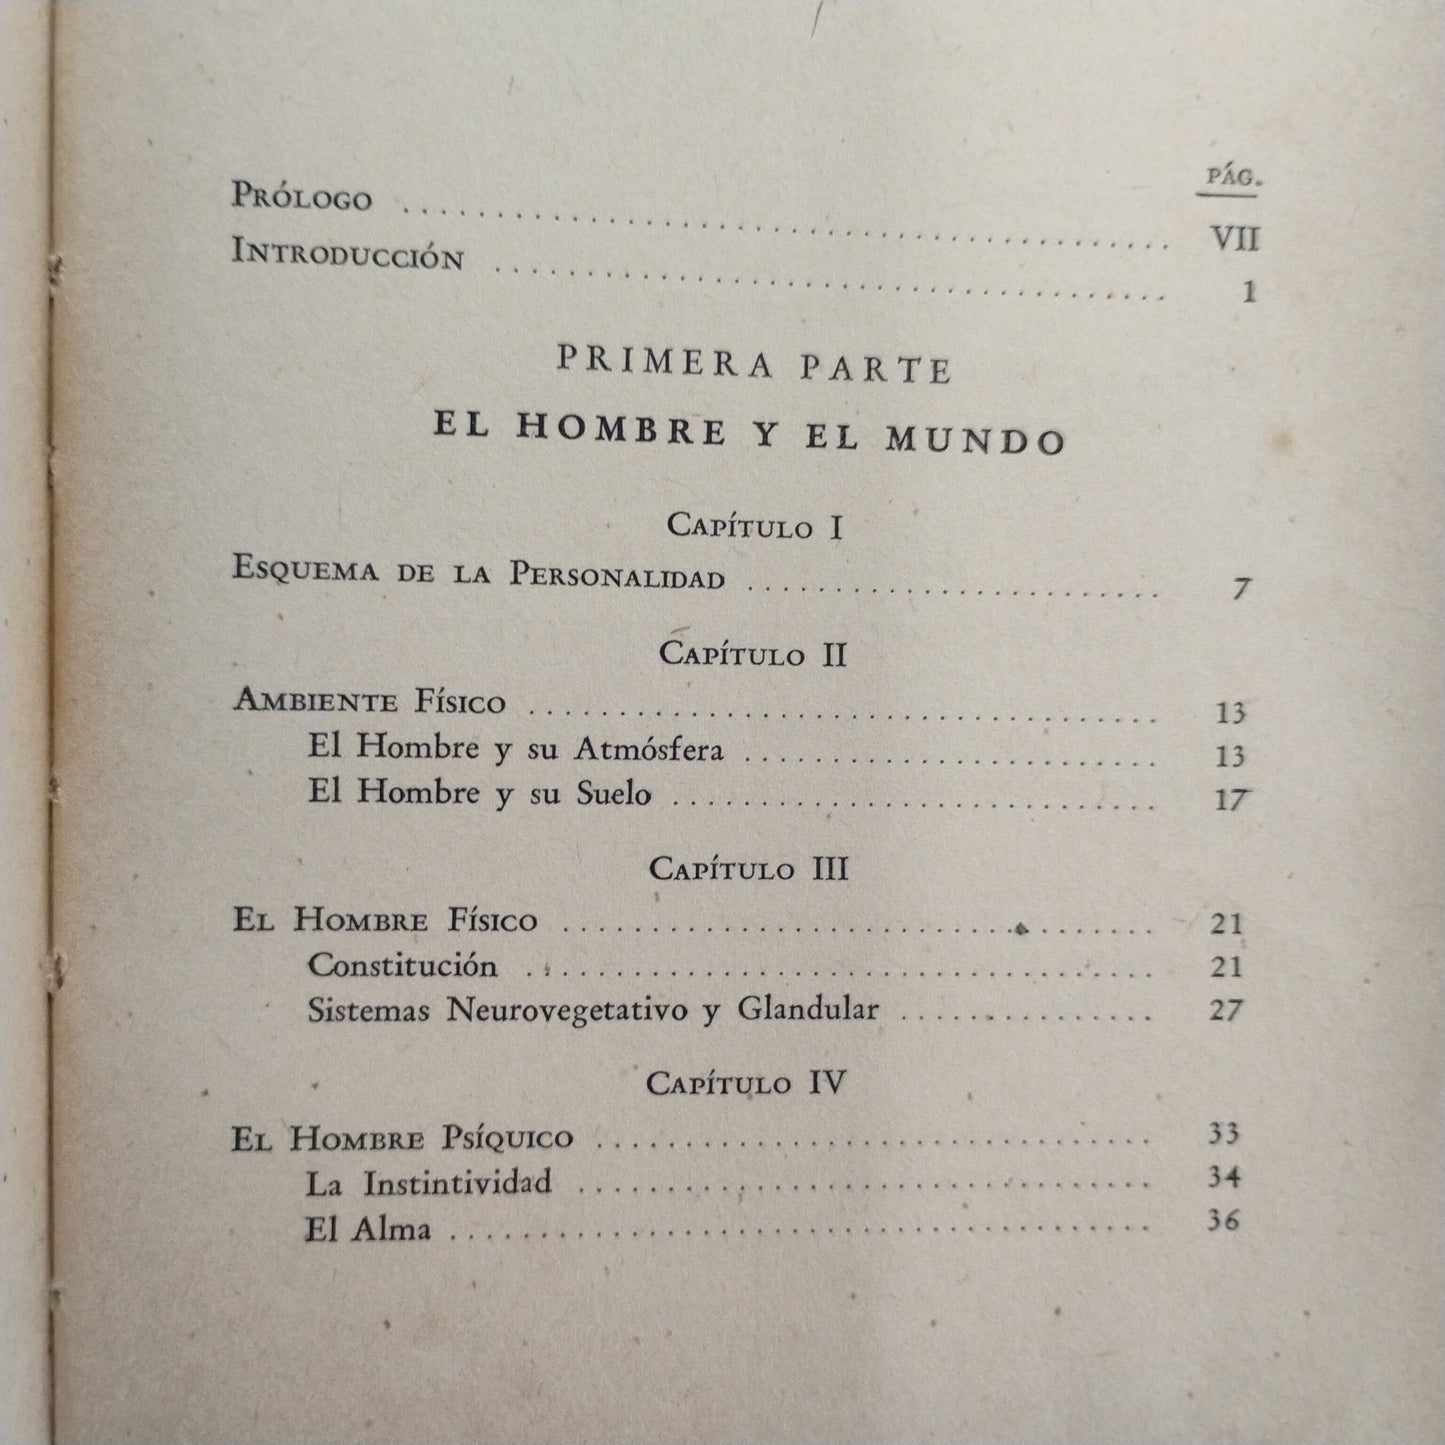 PÁG.
PRÓLOGO .......... VII
INTRODUCCIÓN .......... 1
PRIMERA PARTE
EL HOMBRE Y EL MUNDO
CAPÍTULO I
ESQUEMA DE LA PERSONALIDAD .......... 7
CAPÍTULO II
AMBIENTE FÍSICO .......... 13
El Hombre y su Atmósfera .......... 13
El Hombre y su Suelo .......... 17
CAPÍTULO III
EL HOMBRE FÍSICO .......... 21
Constitución .......... 21
Sistemas Neurovegetativo y Glandular .......... 27
CAPÍTULO IV
EL HOMBRE PSÍQUICO .......... 33
La Instintividad .......... 34
El Alma .......... 36